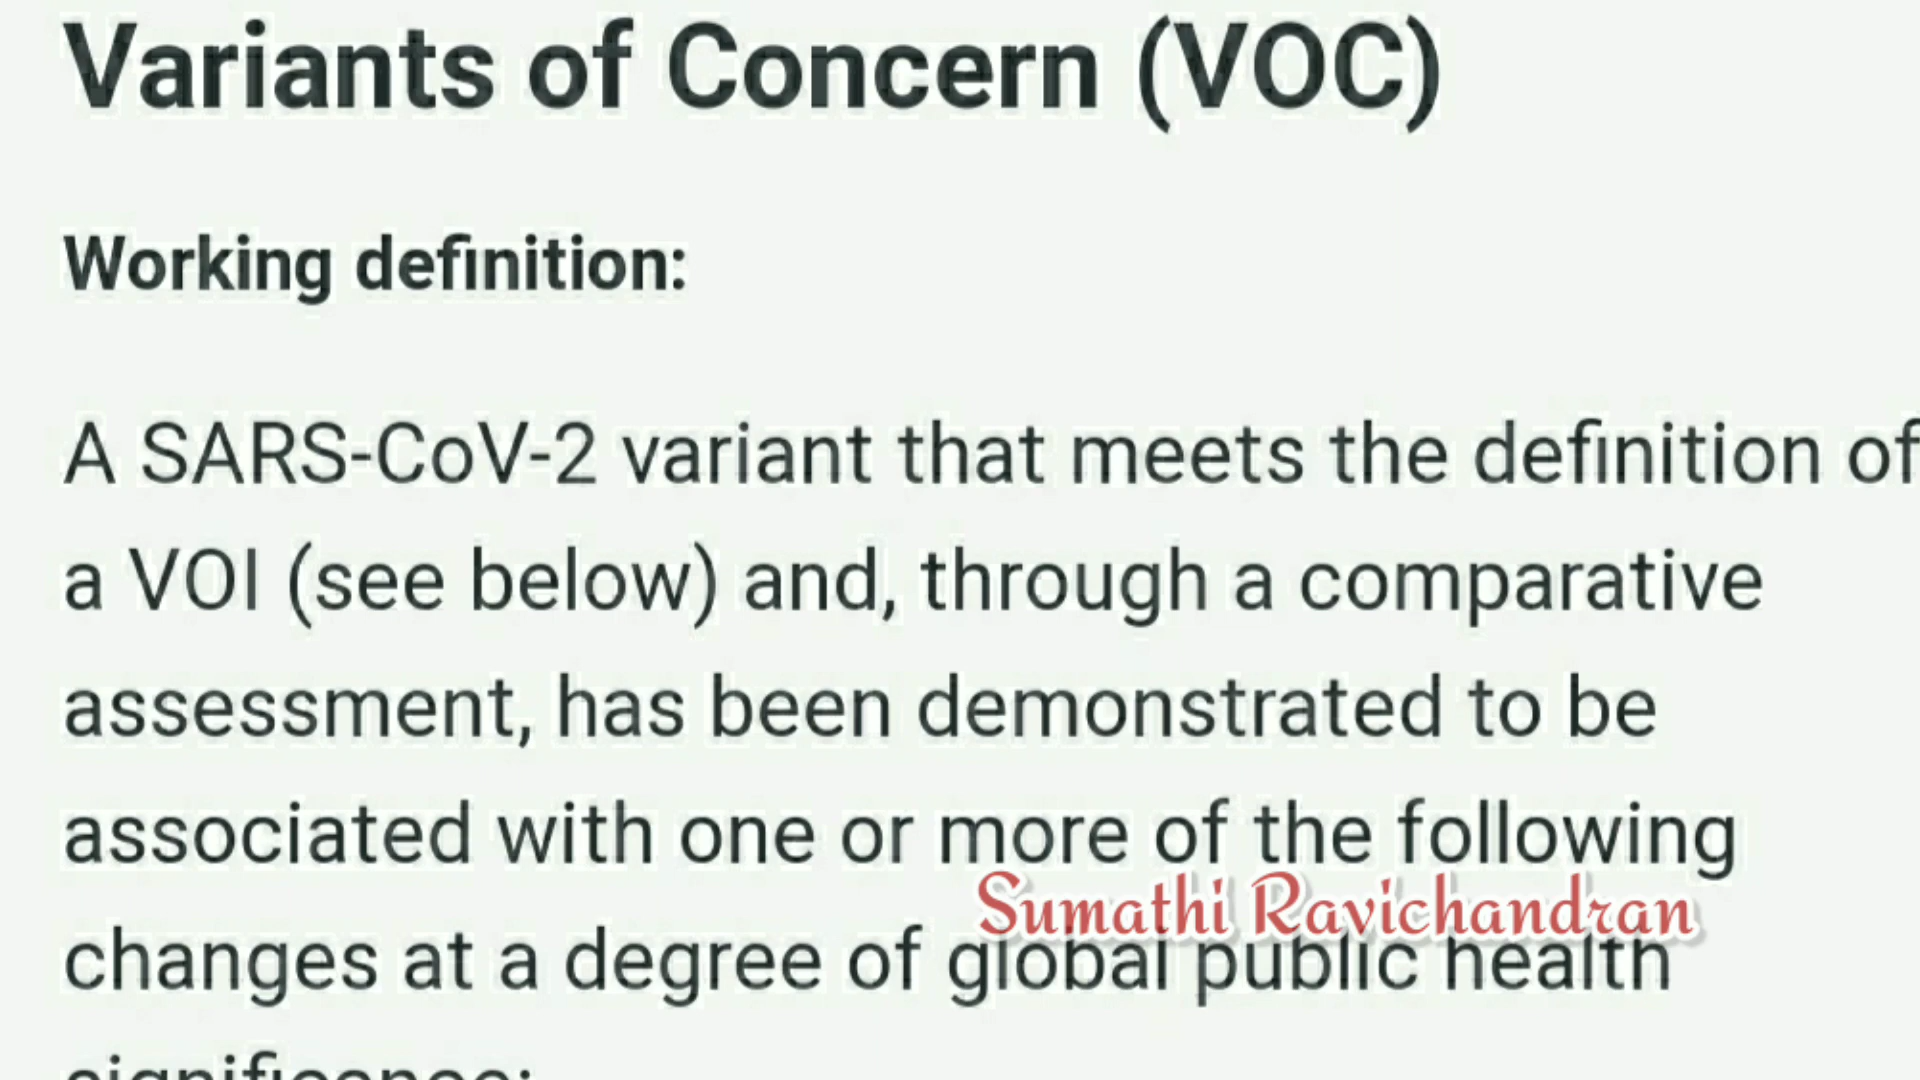 Variants of Concern (VOC)
Working definition:
A SARS-CoV-2 variant that meets the definition of
a VOI (see below) and, through a comparative
assessment, has been demonstrated to be
associated with one or more of the following
Sumathi Ravichandran
changes at a degree of global public health
significance: